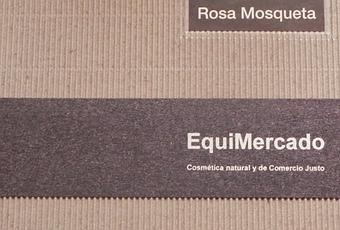 Rosa Mosqueta
EquiMercado
Cosmética natural y de Comercio Justo